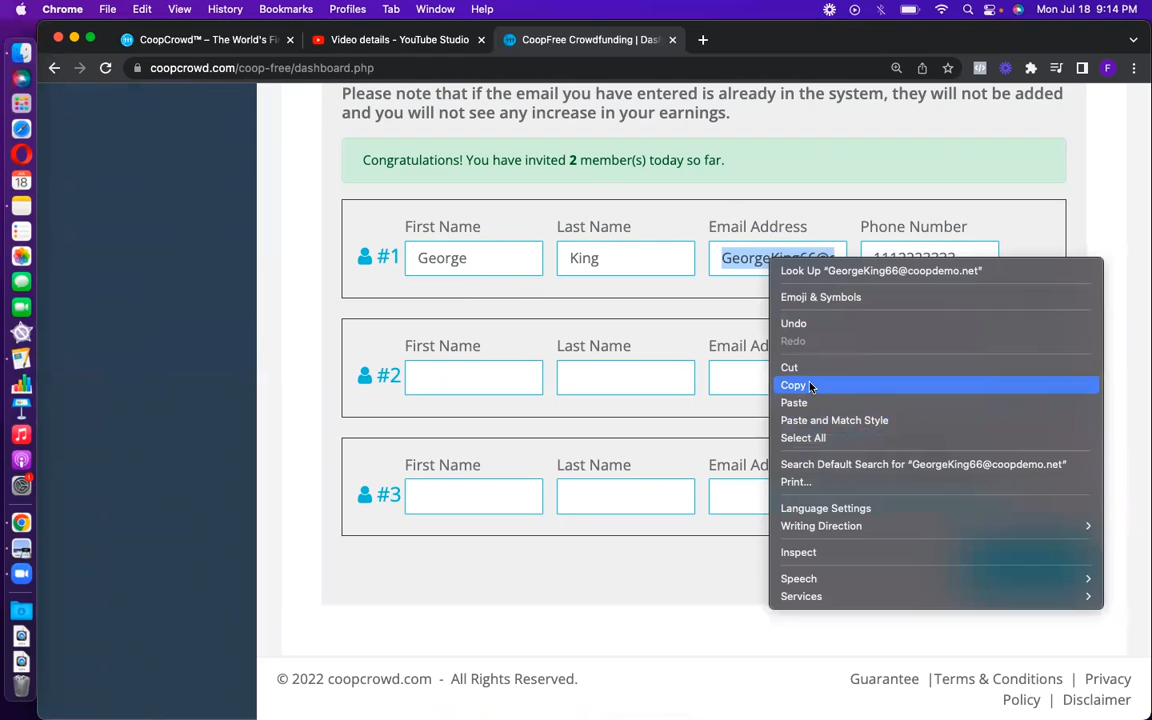 Chrome File Edit View History Bookmarks Profiles Tab Window Help Mon Jul 18 9:14 PM
CoopCrowd™ – The World's Fi
Video details - YouTube Studio
CoopFree Crowdfunding | Das
coopcrowd.com/coop-free/dashboard.php
F
18
1
Please note that if the email you have entered is already in the system, they will not be added
and you will not see any increase in your earnings.
Congratulations! You have invited 2 member(s) today so far.
First Name Last Name Email Address Phone Number
#1 George King GeorgeKing66@c 1112223333
First Name Last Name Email Ad
#2
First Name Last Name Email Ad
#3
Look Up “GeorgeKing66@coopdemo.net”
Emoji & Symbols
Undo
Redo
Cut
Copy
Paste
Paste and Match Style
Select All
Search Default Search for “GeorgeKing66@coopdemo.net”
Print...
Language Settings
Writing Direction
Inspect
Speech
Services
© 2022 coopcrowd.com - All Rights Reserved.
Guarantee |Terms & Conditions | Privacy
Policy | Disclaimer